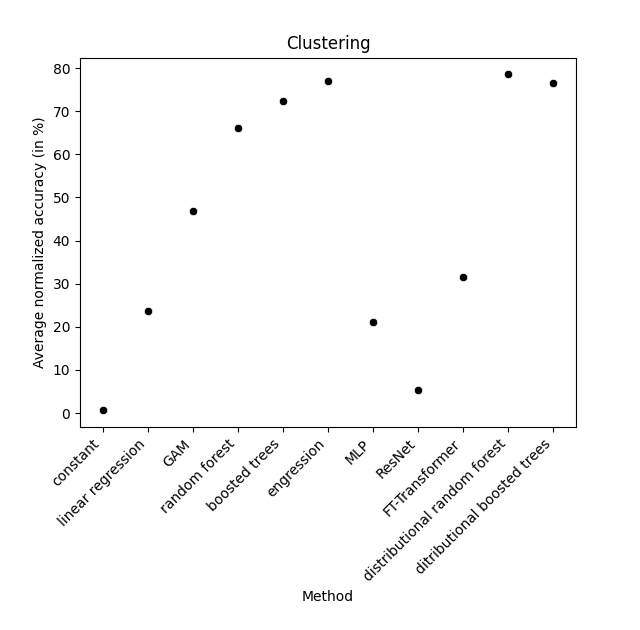 Clustering
Average normalized accuracy (in %)
80
70
60
50
40
30
20
10
0
constant
linear regression
GAM
random forest
boosted trees
engression
MLP
ResNet
FT-Transformer
distributional random forest
ditributional boosted trees
Method